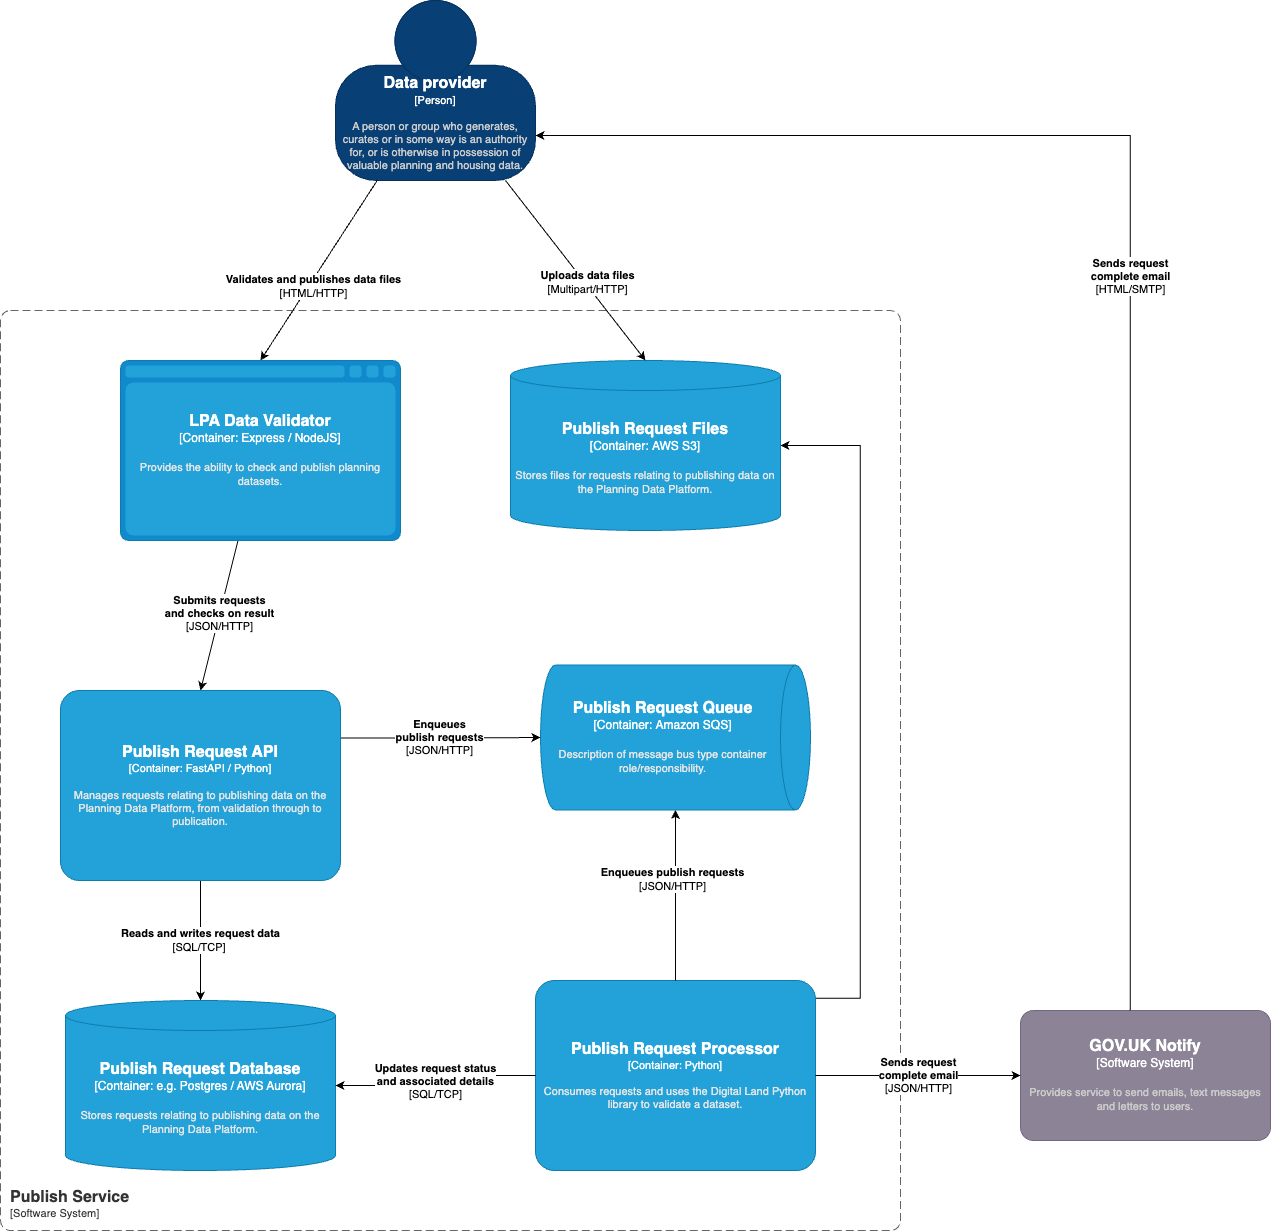 Data provider
[Person]
A person or group who generates,
curates or in some way is an authority
for, or is otherwise in possession of
valuable planning and housing data.
Sends request
complete email
[HTML/SMTP]
Validates and publishes data files
[HTML/HTTP]
Uploads data files
[Multipart/HTTP]
LPA Data Validator
[Container: Express / NodeJS]
Provides the ability to check and publish planning
datasets.
Publish Request Files
[Container: AWS S3]
Stores files for requests relating to publishing data on
the Planning Data Platform.
Submits requests
and checks on result
[JSON/HTTP]
Publish Request API
[Container: FastAPI / Python]
Manages requests relating to publishing data on the
Planning Data Platform, from validation through to
publication.
Enqueues
publish requests
[JSON/HTTP]
Publish Request Queue
[Container: Amazon SQS]
Description of message bus type container
role/responsibility.
Enqueues publish requests
[JSON/HTTP]
Reads and writes request data
[SQL/TCP]
Publish Request Database
[Container: e.g. Postgres / AWS Aurora]
Stores requests relating to publishing data on the
Planning Data Platform.
Updates request status
and associated details
[SQL/TCP]
Publish Request Processor
[Container: Python]
Consumes requests and uses the Digital Land Python
library to validate a dataset.
Sends request
complete email
[JSON/HTTP]
GOV.UK Notify
[Software System]
Provides service to send emails, text messages
and letters to users.
Publish Service
[Software System]